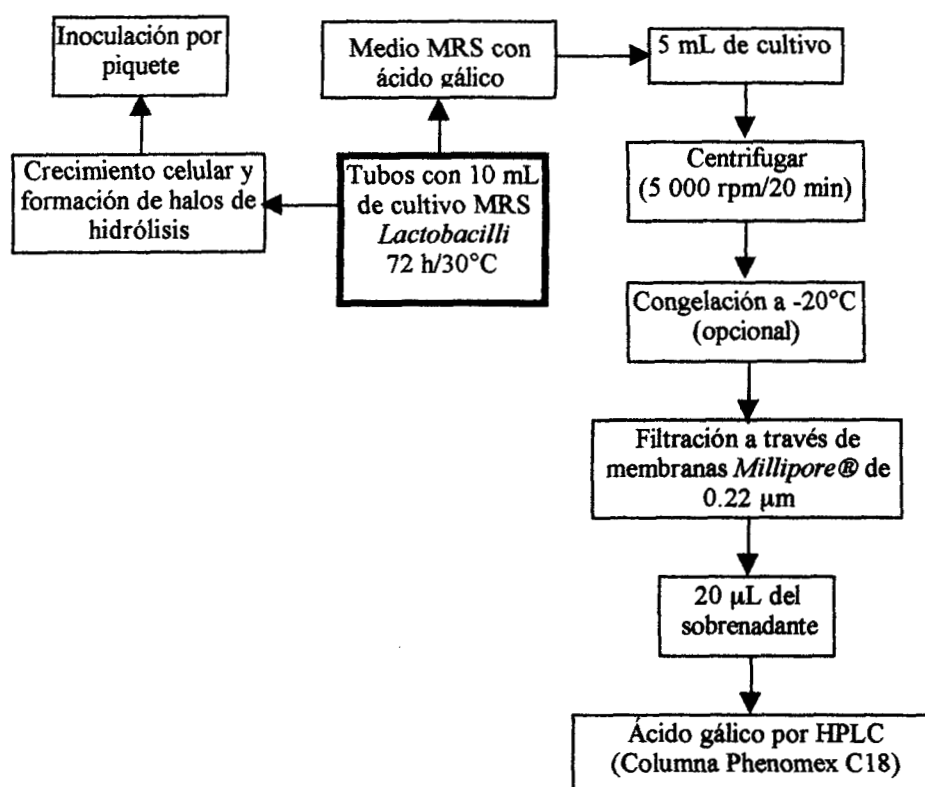 Inoculación por
piquete
Medio MRS con
ácido gálico
5 mL de cultivo
Crecimiento celular y
formación de halos de
hidrólisis
Tubos con 10 mL
de cultivo MRS
Lactobacilli
72 h/30°C
Centrifugar
(5 000 rpm/20 min)
Congelación a -20°C
(opcional)
Filtración a través de
membranas Millipore® de
0.22 µm
20 µL del
sobrenadante
Ácido gálico por HPLC
(Columna Phenomex C18)